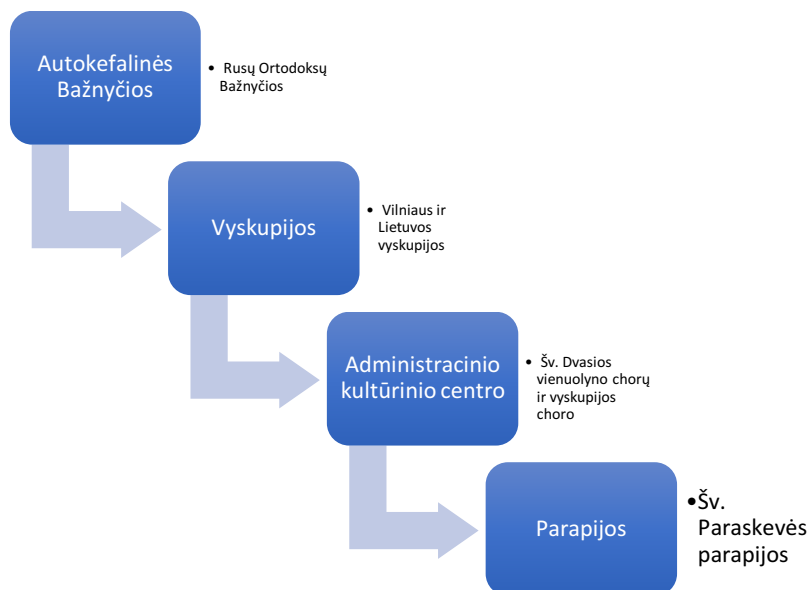 Autokefalinės
Bažnyčios
• Rusų Ortodoksų
Bažnyčios
Vyskupijos
• Vilniaus ir
Lietuvos
vyskupijos
Administracinio
kultūrinio centro
• Šv. Dvasios
vienuolyno chorų
ir vyskupijos
choro
Parapijos
•Šv.
Paraskevės
parapijos